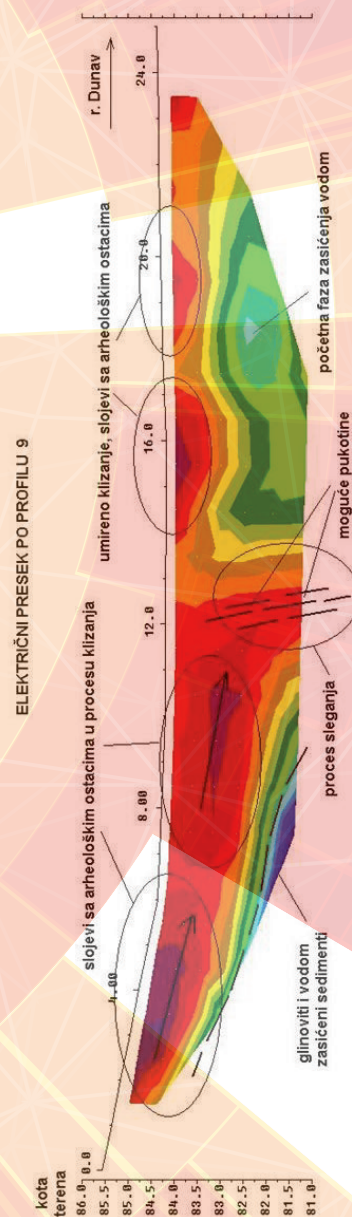 ELEKTRIČNI PRESEK PO PROFILU 9
kota
terena
r. Dunav
slojevi sa arheološkim ostacima u procesu klizanja
umireno klizanje, slojevi sa arheološkim ostacima
0.0
4.00
8.00
12.0
16.0
20.0
24.0
86.0
85.5
85.0
84.5
84.0
83.5
83.0
82.5
82.0
81.5
81.0
glinoviti i vodom
zasićeni sedimenti
proces sleganja
moguće pukotine
početna faza zasićenja vodom